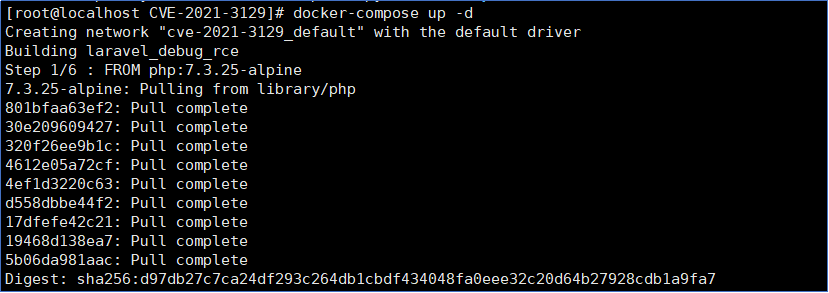 [root@localhost CVE-2021-3129]# docker-compose up -d
Creating network "cve-2021-3129_default" with the default driver
Building laravel_debug_rce
Step 1/6 : FROM php:7.3.25-alpine
7.3.25-alpine: Pulling from library/php
801bfaa63ef2: Pull complete
30e209609427: Pull complete
320f26ee9b1c: Pull complete
4612e05a72cf: Pull complete
4ef1d3220c63: Pull complete
d558dbbe44f2: Pull complete
17dfefe42c21: Pull complete
19468d138ea7: Pull complete
5b06da981aac: Pull complete
Digest: sha256:d97db27c7ca24df293c264db1cbdf434048fa0eee32c20d64b27928cdb1a9fa7